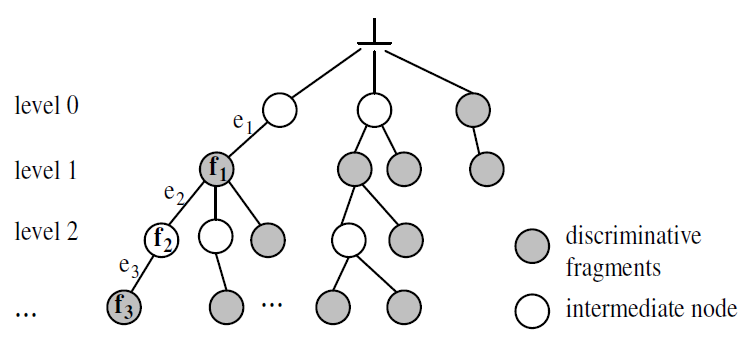 level 0
e1
level 1
f1
e2
level 2
f2
discriminative
fragments
e3
f3
...
...
intermediate node